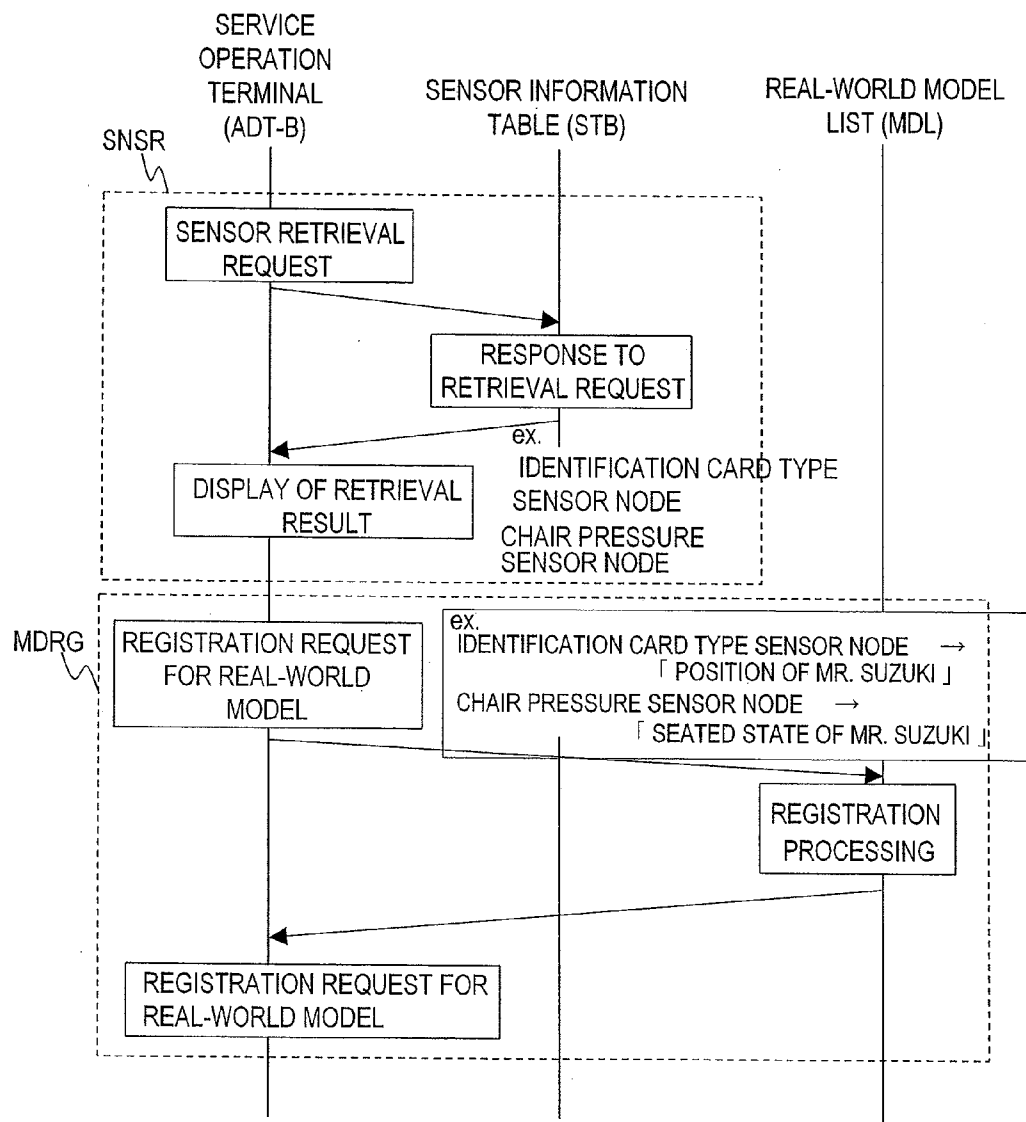 SERVICE
OPERATION
TERMINAL
(ADT-B)
SENSOR INFORMATION
TABLE (STB)
REAL-WORLD MODEL
LIST (MDL)
SNSR
SENSOR RETRIEVAL
REQUEST
RESPONSE TO
RETRIEVAL REQUEST
ex.
IDENTIFICATION CARD TYPE
SENSOR NODE
CHAIR PRESSURE
SENSOR NODE
DISPLAY OF RETRIEVAL
RESULT
MDRG
REGISTRATION REQUEST
FOR REAL-WORLD
MODEL
ex.
IDENTIFICATION CARD TYPE SENSOR NODE →
「 POSITION OF MR. SUZUKI 」
CHAIR PRESSURE SENSOR NODE →
「 SEATED STATE OF MR. SUZUKI 」
REGISTRATION
PROCESSING
REGISTRATION REQUEST FOR
REAL-WORLD MODEL